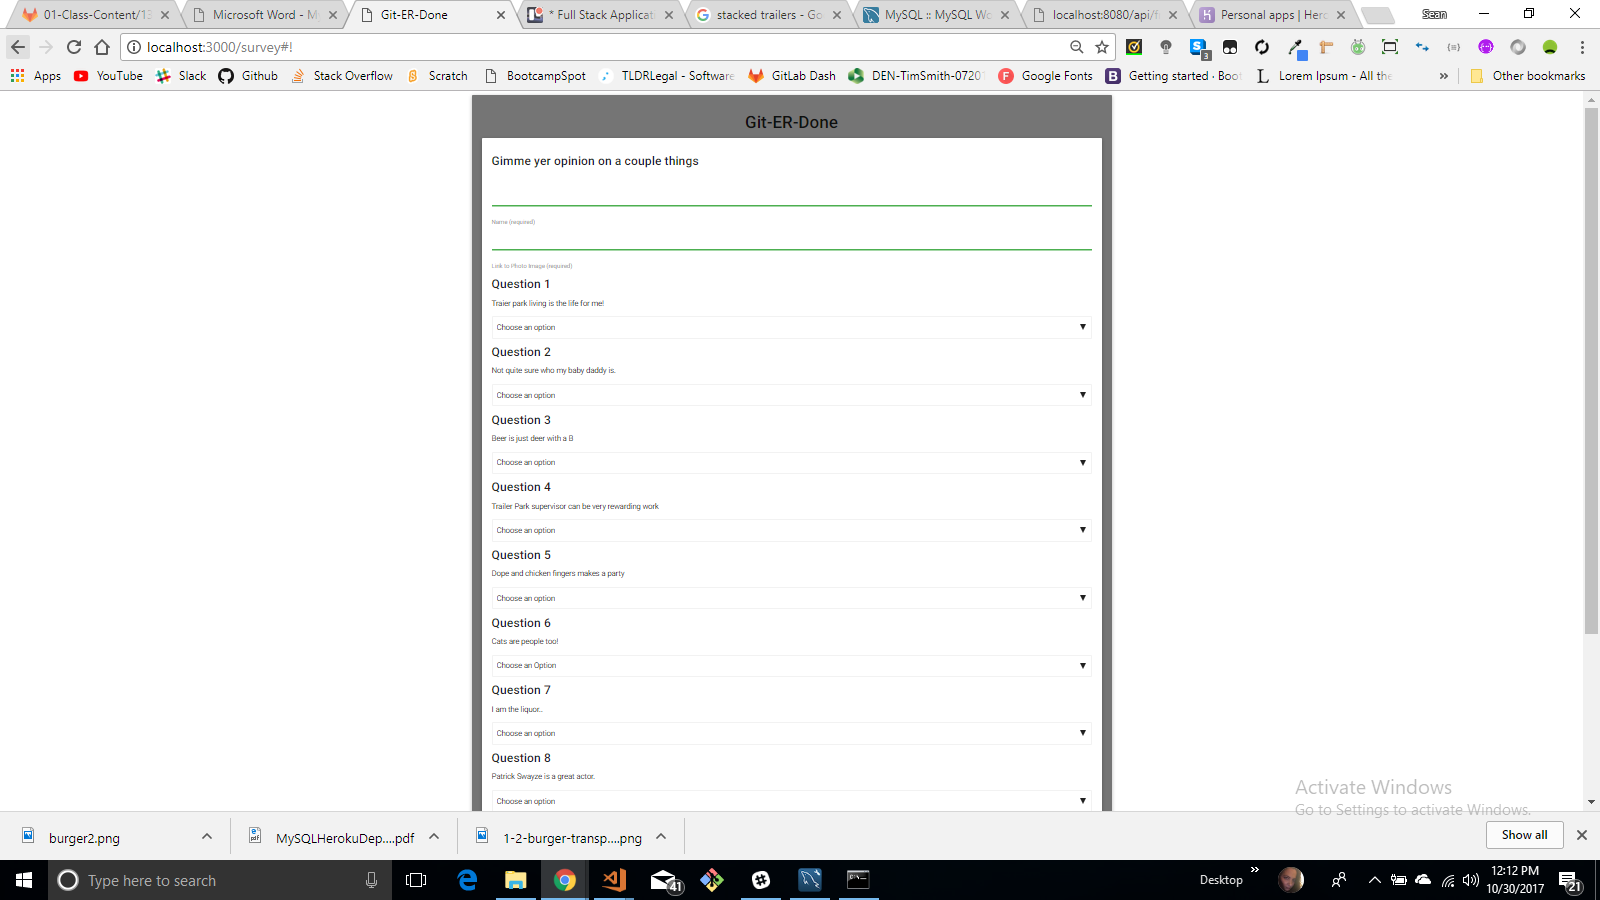 01-Class-Content/13
Microsoft Word - M
Git-ER-Done
* Full Stack Applicati
stacked trailers - Go
MySQL :: MySQL Wo
localhost:8080/api/f
Personal apps | Hero
Sean
localhost:3000/survey#!
3
Apps
YouTube
Slack
Github
Stack Overflow
Scratch
BootcampSpot
TLDRLegal - Software
GitLab Dash
DEN-TimSmith-0720
Google Fonts
Getting started · Boot
Lorem Ipsum - All the
»
Other bookmarks
Git-ER-Done
Gimme yer opinion on a couple things
Name (required)
Link to Photo Image (required)
Question 1
Traier park living is the life for me!
Choose an option
Question 2
Not quite sure who my baby daddy is.
Choose an option
Question 3
Beer is just deer with a B
Choose an option
Question 4
Trailer Park supervisor can be very rewarding work
Choose an option
Question 5
Dope and chicken fingers makes a party
Choose an option
Question 6
Cats are people too!
Choose an Option
Question 7
I am the liquor..
Choose an option
Question 8
Patrick Swayze is a great actor.
Choose an option
Activate Windows
Go to Settings to activate Windows.
burger2.png
MySQLHerokuDep....pdf
1-2-burger-transp....png
Show all
Type here to search
41
Desktop
»
12:12 PM
10/30/2017
21